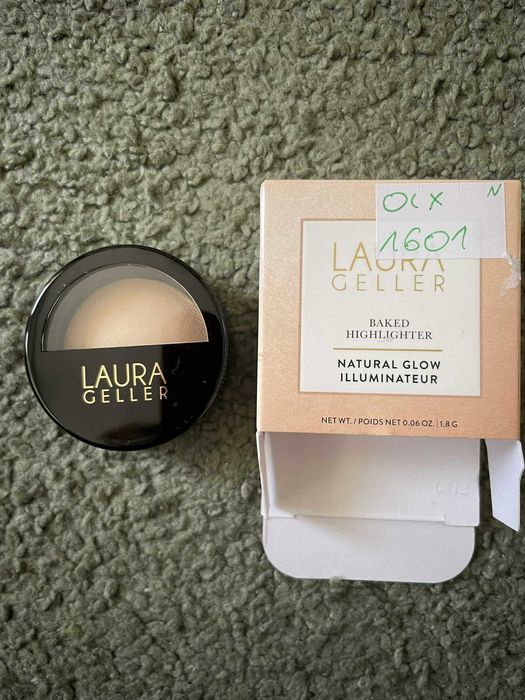 LAURA
GELLER
OLX
N
1601
LAURA
GELLER
BAKED
HIGHLIGHTER
NATURAL GLOW
ILLUMINATEUR
NET WT. / POIDS NET 0.06 OZ. | 1.8 G